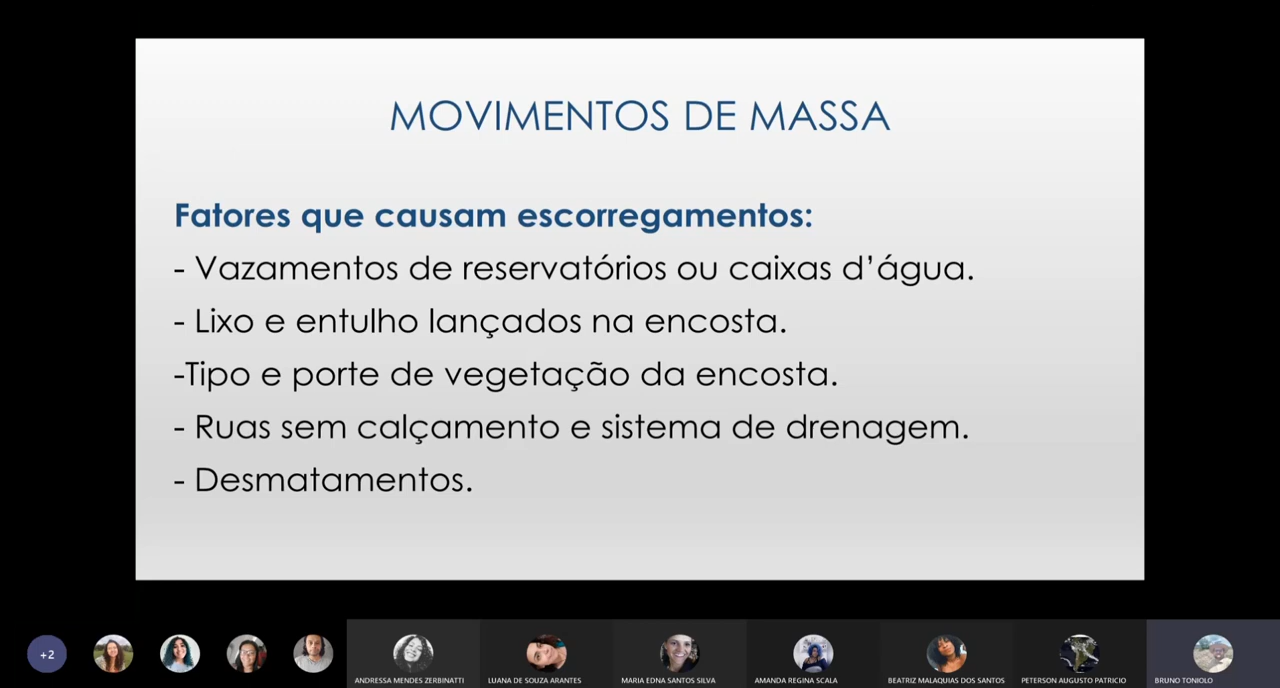 MOVIMENTOS DE MASSA
Fatores que causam escorregamentos:
- Vazamentos de reservatórios ou caixas d’água.
- Lixo e entulho lançados na encosta.
-Tipo e porte de vegetação da encosta.
- Ruas sem calçamento e sistema de drenagem.
- Desmatamentos.
+2
ANDRESSA MENDES ZERBINATTI
LUANA DE SOUZA ARANTES
MARIA EDNA SANTOS SILVA
AMANDA REGINA SCALA
BEATRIZ MALAQUIAS DOS SANTOS
PETERSON AUGUSTO PATRICIO
BRUNO TONIOLO